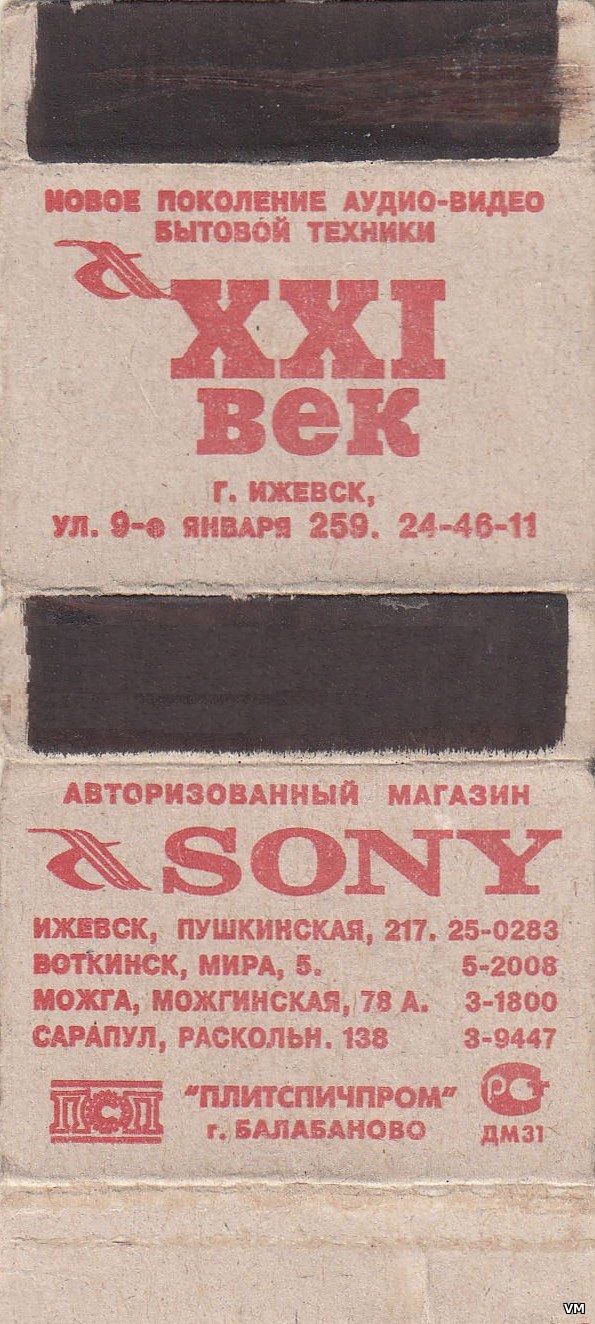 НОВОЕ ПОКОЛЕНИЕ АУДИО-ВИДЕО
БЫТОВОЙ ТЕХНИКИ
XXI
век
Г. ИЖЕВСК,
УЛ. 9-е ЯНВАРЯ 259. 24-46-11
АВТОРИЗОВАННЫЙ МАГАЗИН
SONY
ИЖЕВСК, ПУШКИНСКАЯ, 217. 25-0283
ВОТКИНСК, МИРА, 5. 5-2008
МОЖГА, МОЖГИНСКАЯ, 78 А. 3-1800
САРАПУЛ, РАСКОЛЬН. 138 3-9447
ПСП "ПЛИТСПИЧПРОМ" РСТ
г. БАЛАБАНОВО ДМ31
VM